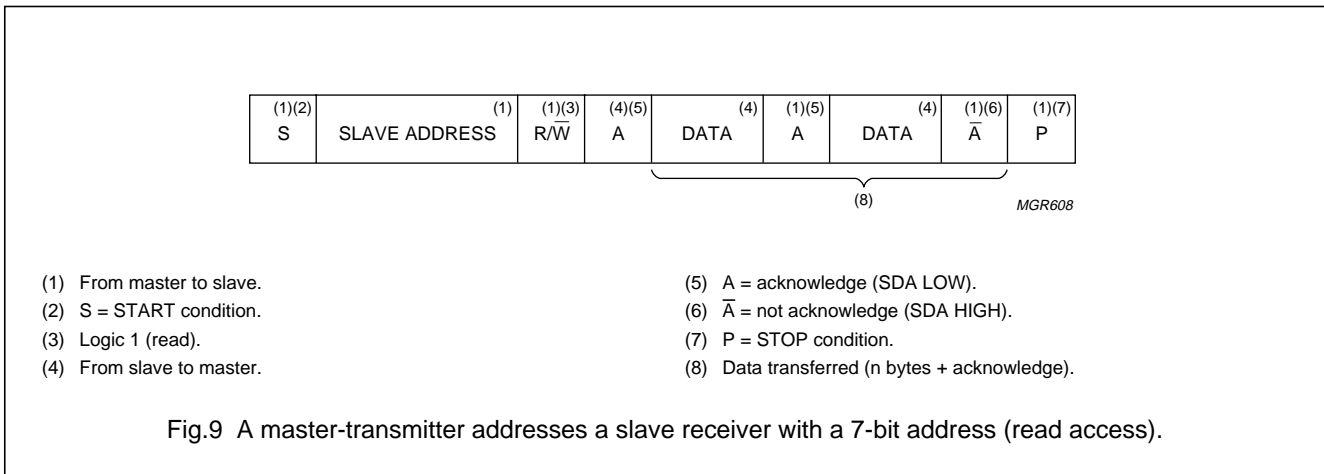 (1)(2) (1) (1)(3) (4)(5) (4) (1)(5) (4) (1)(6) (1)(7)
S SLAVE ADDRESS R/W̅ A DATA A DATA A̅ P
(8)
MGR608
(1) From master to slave.
(2) S = START condition.
(3) Logic 1 (read).
(4) From slave to master.
(5) A = acknowledge (SDA LOW).
(6) A̅ = not acknowledge (SDA HIGH).
(7) P = STOP condition.
(8) Data transferred (n bytes + acknowledge).
Fig.9 A master-transmitter addresses a slave receiver with a 7-bit address (read access).